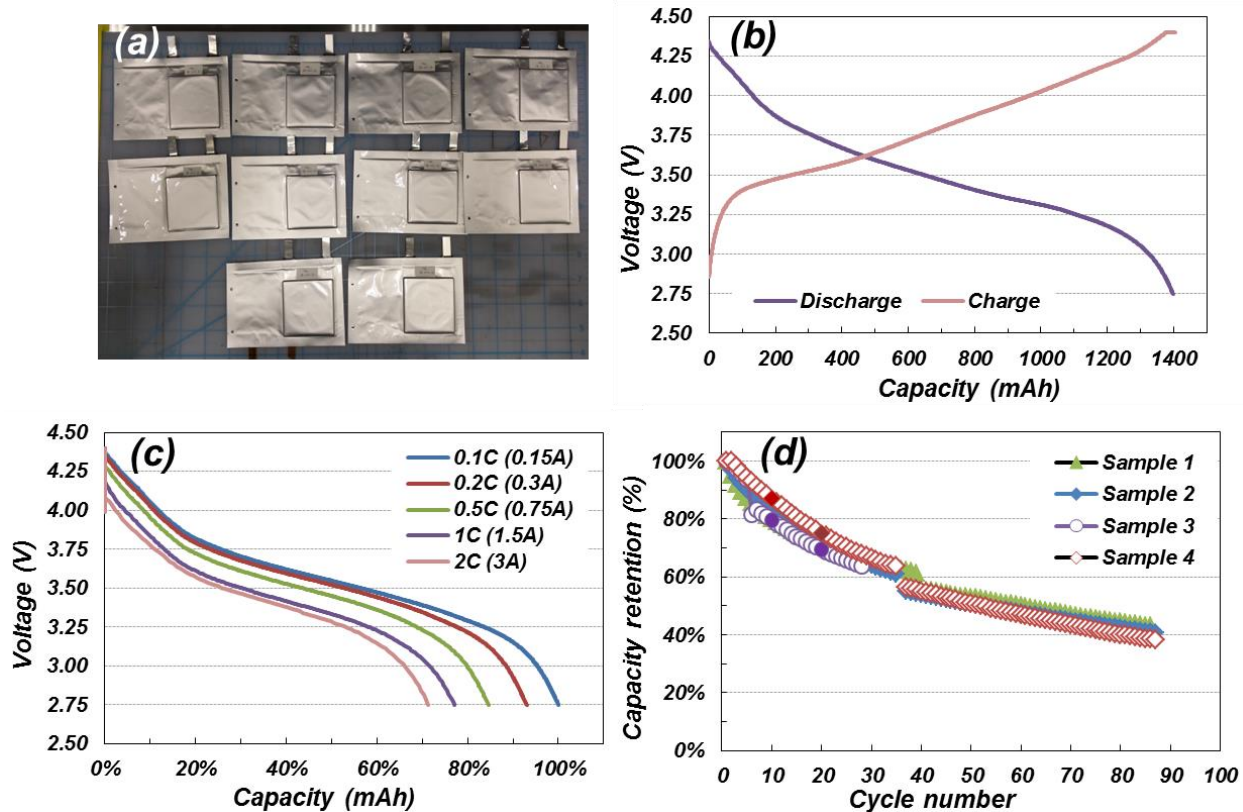 (a)
(b)
4.50
4.25
4.00
3.75
3.50
3.25
3.00
2.75
2.50
Voltage (V)
Discharge
Charge
0 200 400 600 800 1000 1200 1400
Capacity (mAh)
(c)
4.50
4.25
4.00
3.75
3.50
3.25
3.00
2.75
2.50
Voltage (V)
0.1C (0.15A)
0.2C (0.3A)
0.5C (0.75A)
1C (1.5A)
2C (3A)
0% 20% 40% 60% 80% 100%
Capacity (mAh)
(d)
100%
80%
60%
40%
20%
0%
Capacity retention (%)
Sample 1
Sample 2
Sample 3
Sample 4
0 10 20 30 40 50 60 70 80 90 100
Cycle number